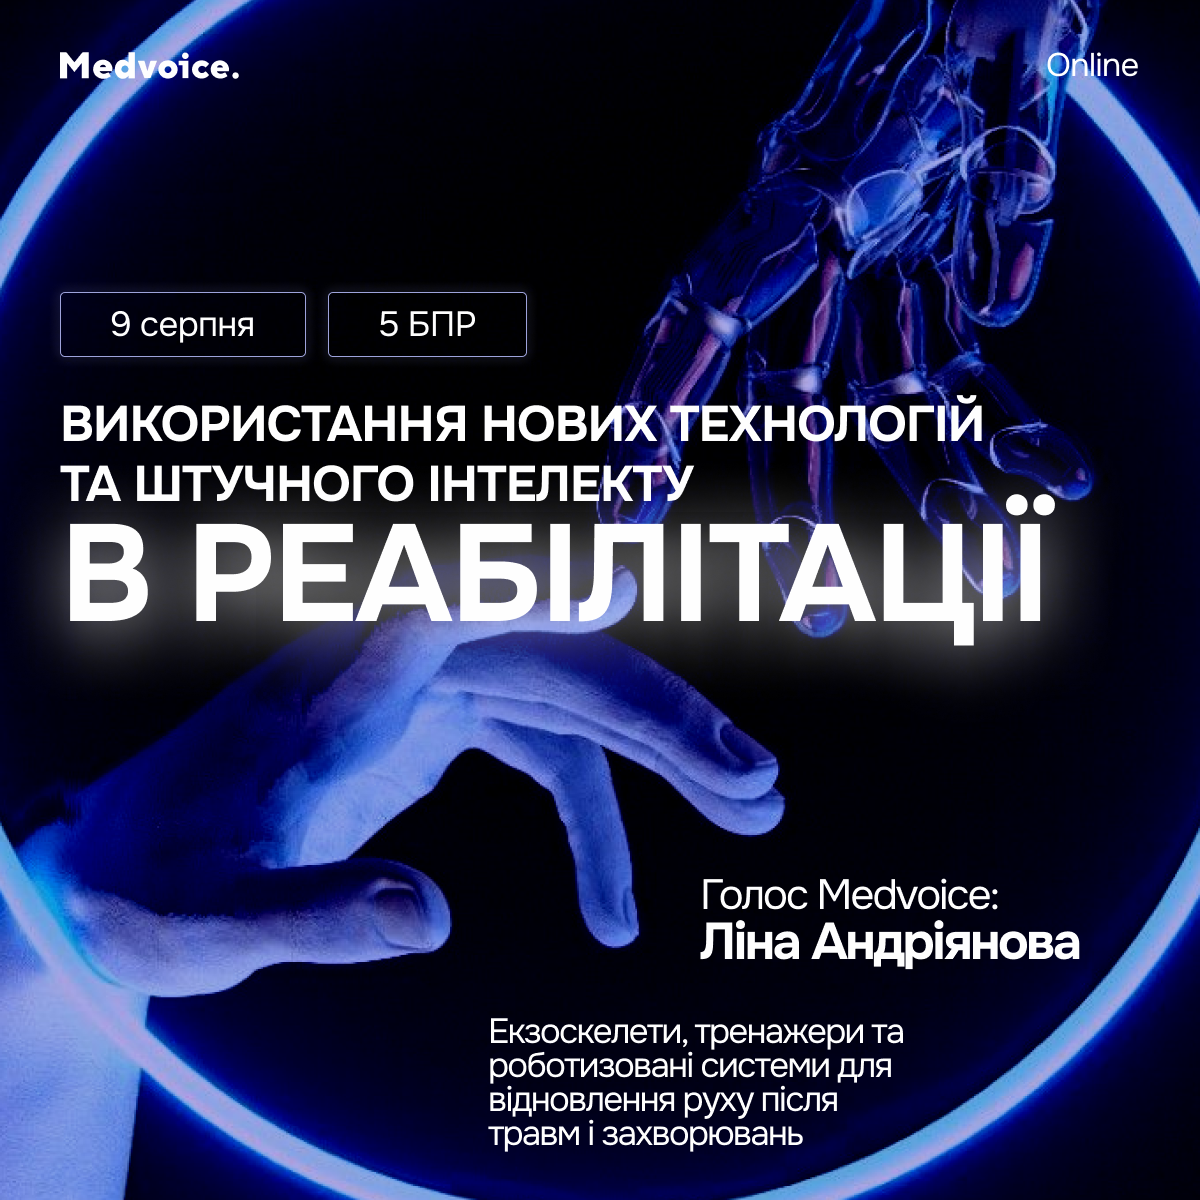 Medvoice.
Online
9 серпня
5 БПР
ВИКОРИСТАННЯ НОВИХ ТЕХНОЛОГІЙ
ТА ШТУЧНОГО ІНТЕЛЕКТУ
В РЕАБІЛІТАЦІЇ
Голос Medvoice:
Ліна Андріянова
Екзоскелети, тренажери та
роботизовані системи для
відновлення руху після
травм і захворювань